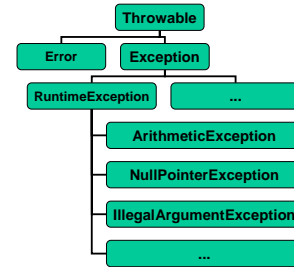 Throwable
Error
Exception
RuntimeException
...
ArithmeticException
NullPointerException
IllegalArgumentException
...